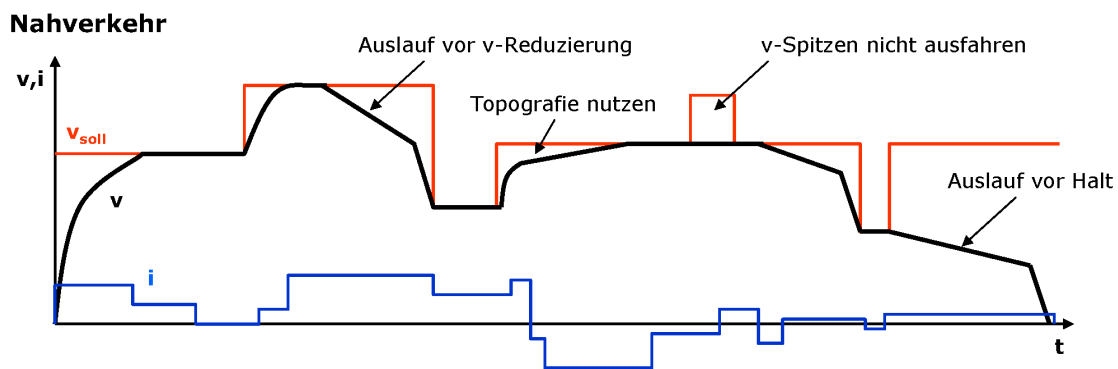 Nahverkehr
Auslauf vor v-Reduzierung
v-Spitzen nicht ausfahren
v,i
Topografie nutzen
vsoll
v
Auslauf vor Halt
i
t